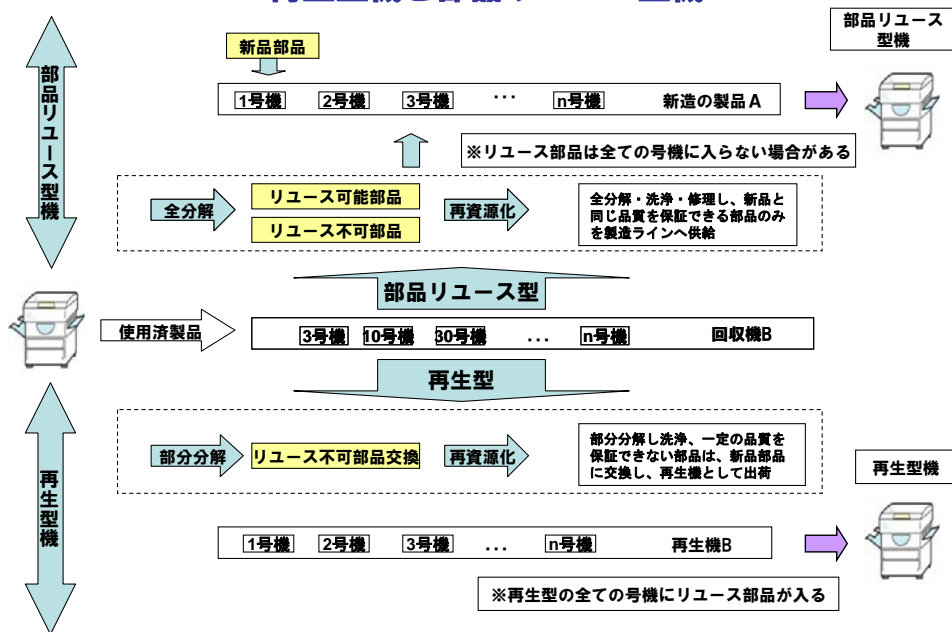 部品リユース
型機
新品部品
1号機 2号機 3号機 ・・・ n号機 新造の製品A
※リユース部品は全ての号機に入らない場合がある
部品リユース型機
全分解
リユース可能部品
リユース不可部品
再資源化
全分解・洗浄・修理し、新品と
同じ品質を保証できる部品のみ
を製造ラインへ供給
部品リユース型
使用済製品
3号機 10号機 30号機 ... n号機 回収機B
再生型
部分分解
リユース不可部品交換
再資源化
部分分解し洗浄、一定の品質を
保証できない部品は、新品部品
に交換し、再生機として出荷
再生型機
再生型機
1号機 2号機 3号機 ... n号機 再生機B
※再生型の全ての号機にリユース部品が入る